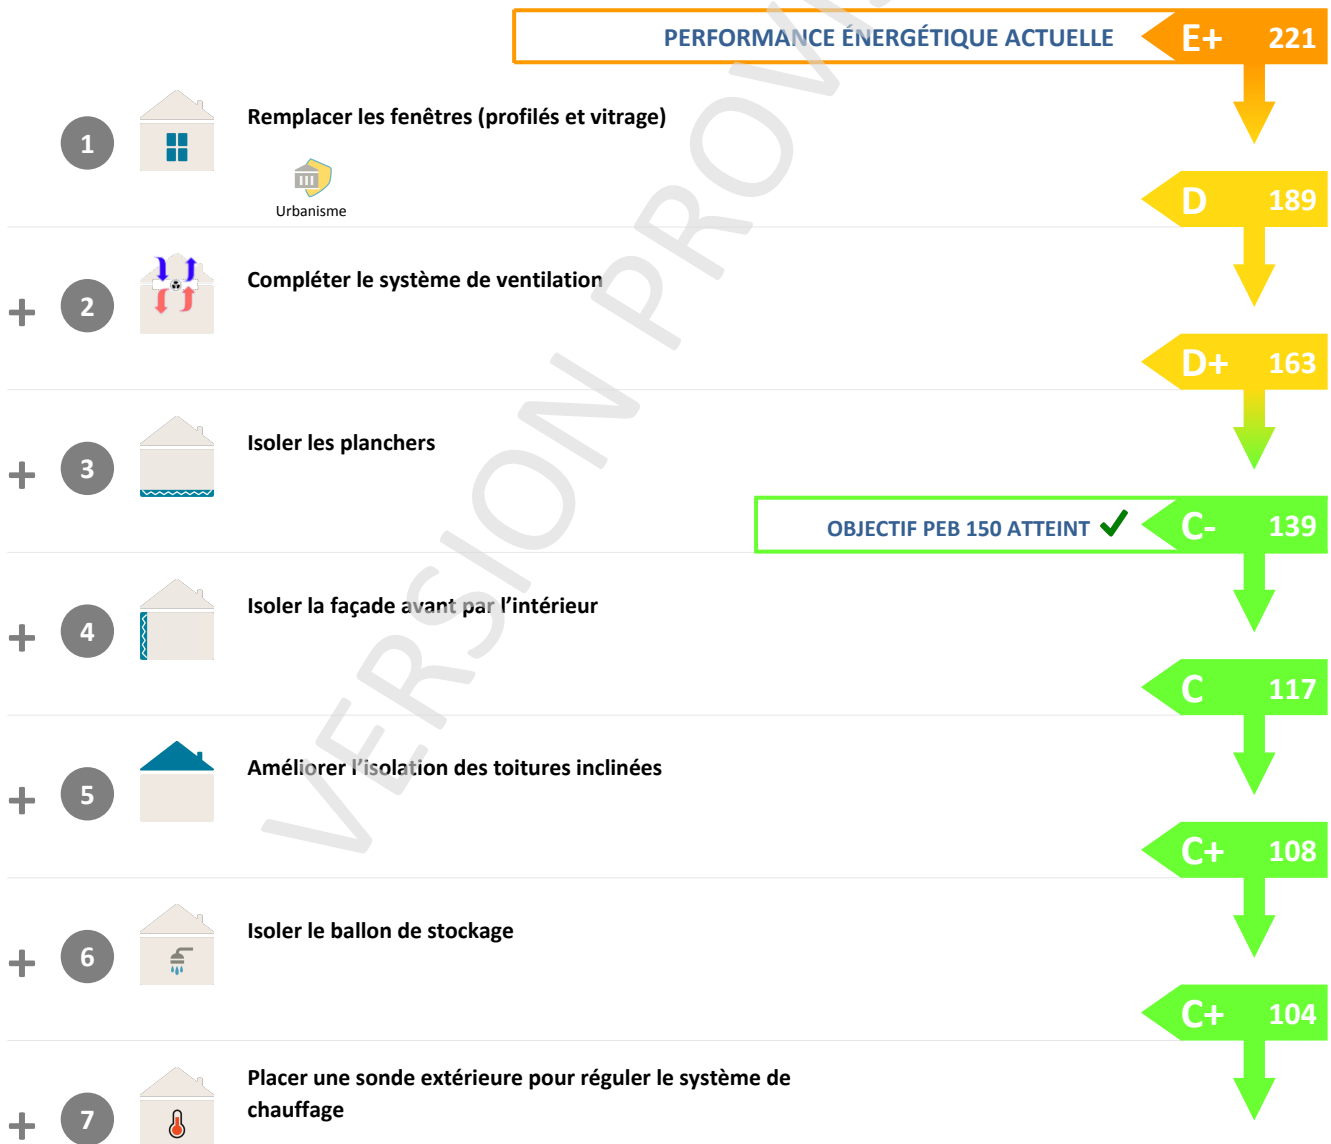 PERFORMANCE ÉNERGÉTIQUE ACTUELLE E+ 221
1 Remplacer les fenêtres (profilés et vitrage)
Urbanisme
D 189
+ 2 Compléter le système de ventilation
D+ 163
+ 3 Isoler les planchers
OBJECTIF PEB 150 ATTEINT ✓ C- 139
+ 4 Isoler la façade avant par l'intérieur
C 117
+ 5 Améliorer l'isolation des toitures inclinées
C+ 108
+ 6 Isoler le ballon de stockage
C+ 104
+ 7 Placer une sonde extérieure pour réguler le système de
chauffage
VERSION PROVIS